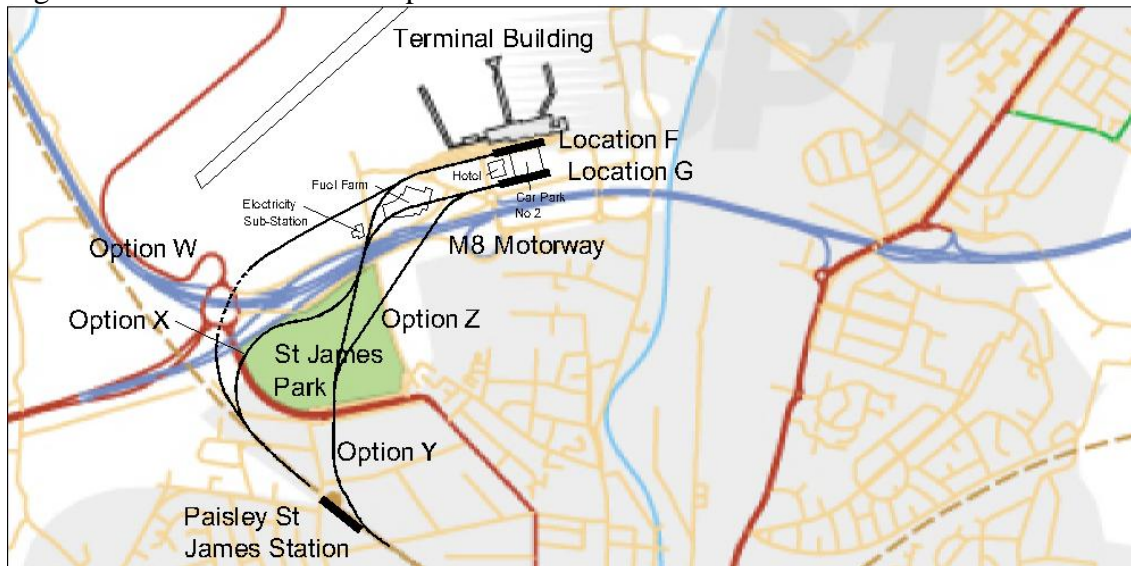 Terminal Building
Location F
Location G
Hotel
Car Park
No 2
Fuel Farm
Electricity
Sub-Station
Option W
M8 Motorway
Option X
Option Z
St James
Park
Option Y
Paisley St
James Station
SPT